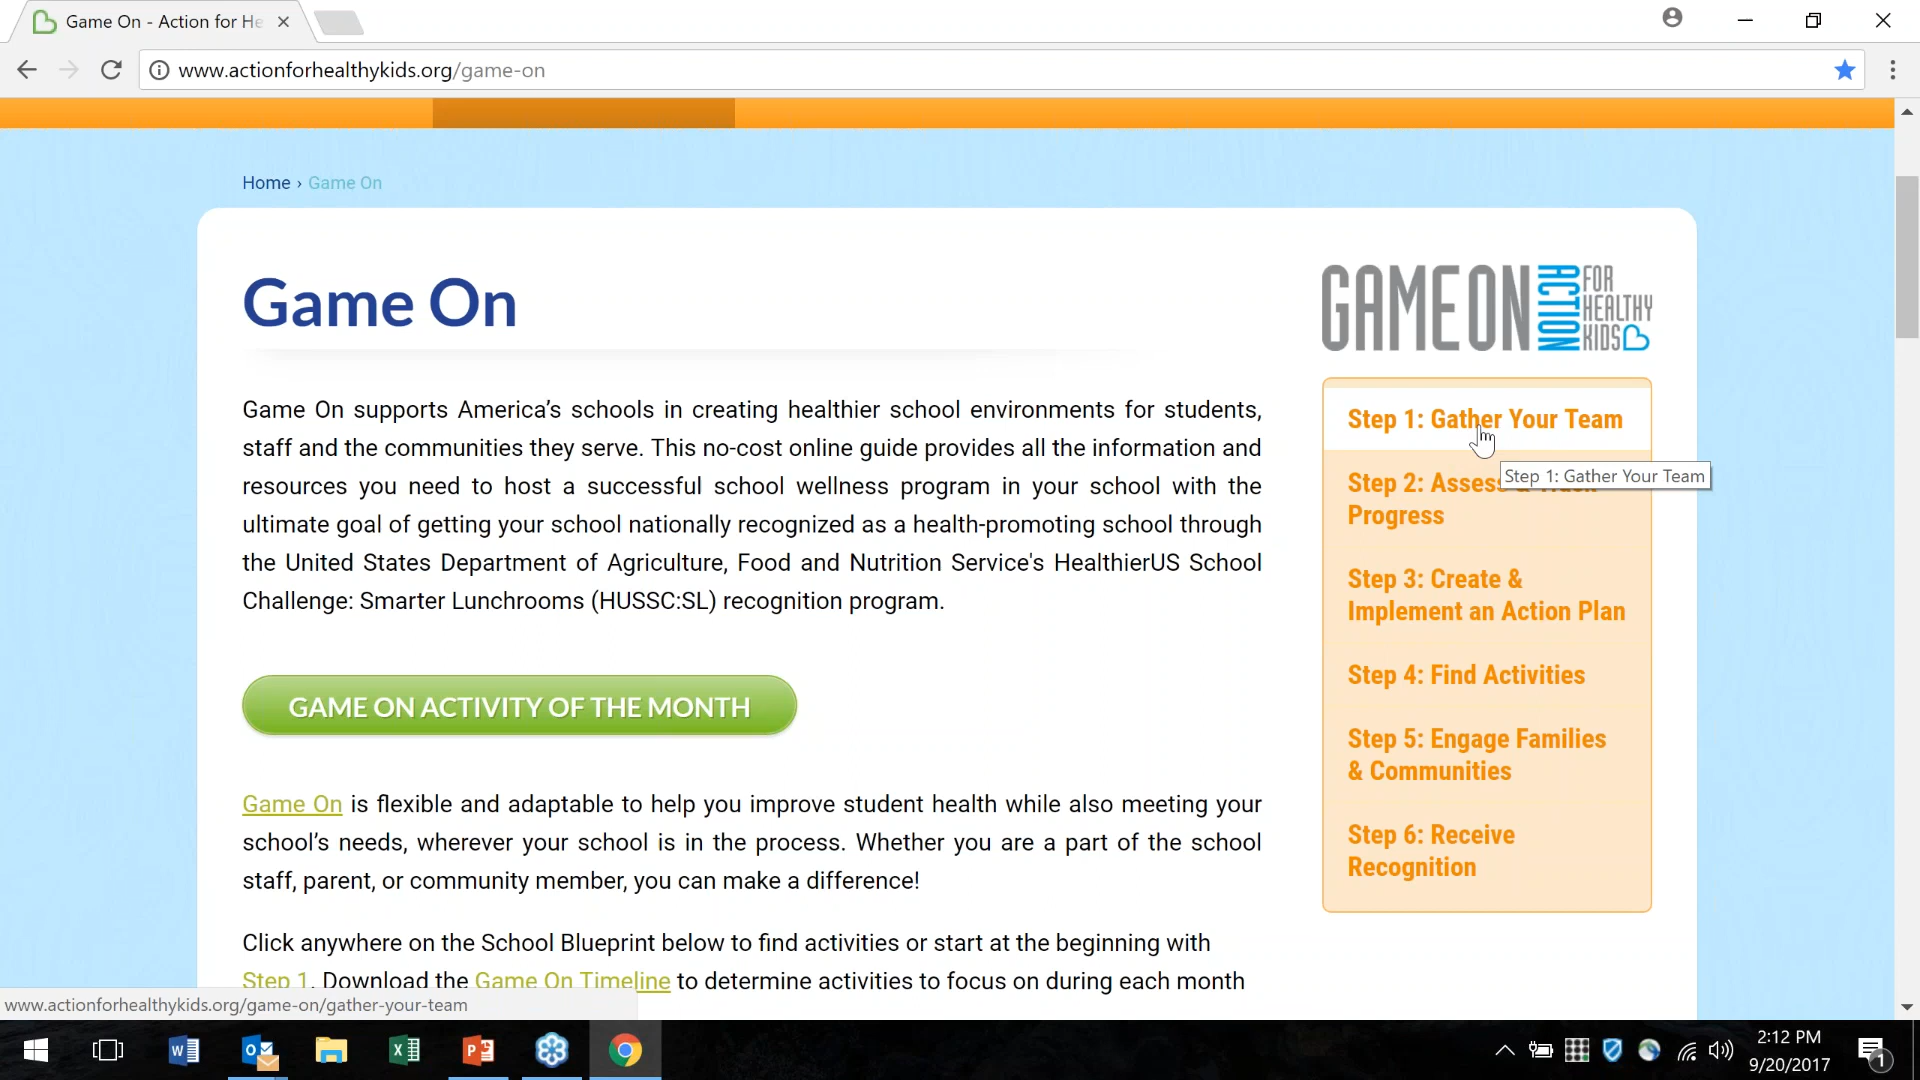 Game On - Action for He
www.actionforhealthykids.org/game-on
Home › Game On
Game On
GAME ON ACTION FOR HEALTHY KIDS
Game On supports America’s schools in creating healthier school environments for students,
staff and the communities they serve. This no-cost online guide provides all the information and
resources you need to host a successful school wellness program in your school with the
ultimate goal of getting your school nationally recognized as a health-promoting school through
the United States Department of Agriculture, Food and Nutrition Service's HealthierUS School
Challenge: Smarter Lunchrooms (HUSSC:SL) recognition program.
GAME ON ACTIVITY OF THE MONTH
Game On is flexible and adaptable to help you improve student health while also meeting your
school’s needs, wherever your school is in the process. Whether you are a part of the school
staff, parent, or community member, you can make a difference!
Click anywhere on the School Blueprint below to find activities or start at the beginning with
Step 1. Download the Game On Timeline to determine activities to focus on during each month
Step 1: Gather Your Team
Step 1: Gather Your Team
Step 2: Assess
Progress
Step 3: Create &
Implement an Action Plan
Step 4: Find Activities
Step 5: Engage Families
& Communities
Step 6: Receive
Recognition
www.actionforhealthykids.org/game-on/gather-your-team
2:12 PM
9/20/2017
1